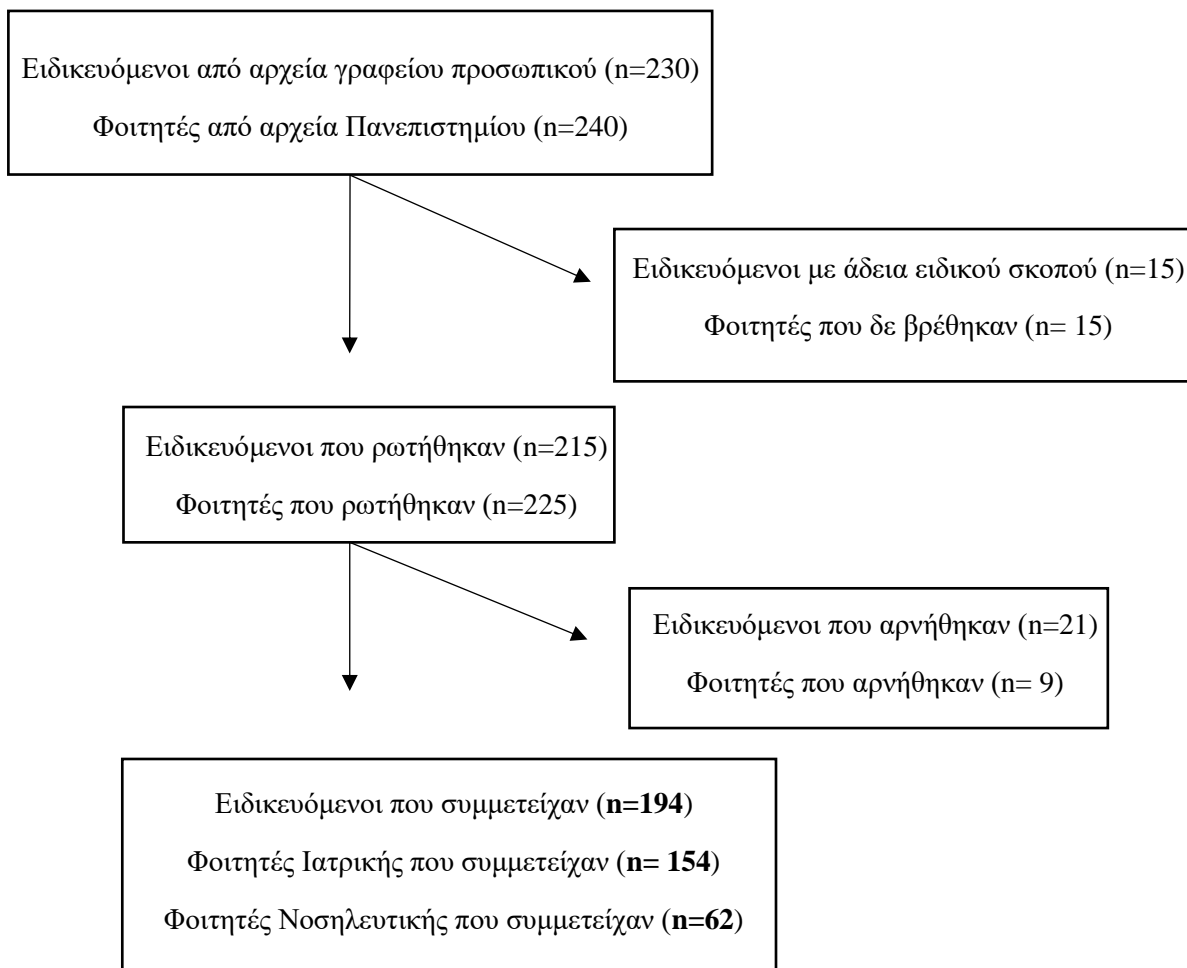 Ειδικευόμενοι από αρχεία γραφείου προσωπικού (n=230)
Φοιτητές από αρχεία Πανεπιστημίου (n=240)
Ειδικευόμενοι με άδεια ειδικού σκοπού (n=15)
Φοιτητές που δε βρέθηκαν (n= 15)
Ειδικευόμενοι που ρωτήθηκαν (n=215)
Φοιτητές που ρωτήθηκαν (n=225)
Ειδικευόμενοι που αρνήθηκαν (n=21)
Φοιτητές που αρνήθηκαν (n= 9)
Ειδικευόμενοι που συμμετείχαν (n=194)
Φοιτητές Ιατρικής που συμμετείχαν (n= 154)
Φοιτητές Νοσηλευτικής που συμμετείχαν (n=62)